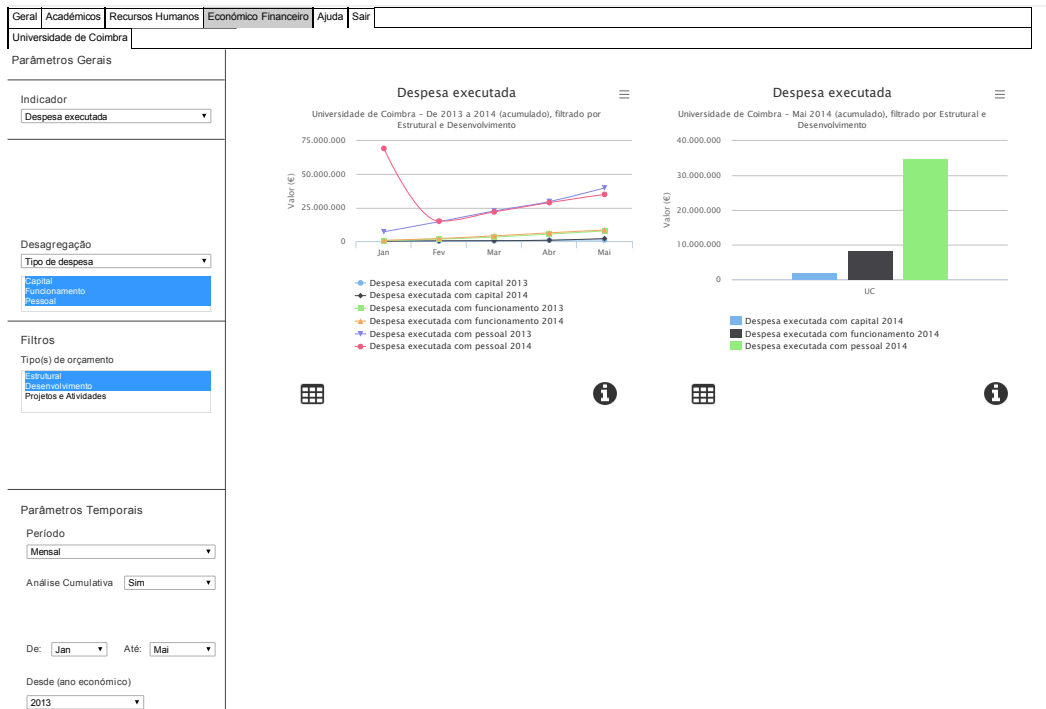 Geral Académicos Recursos Humanos Económico Financeiro Ajuda Sair
Universidade de Coimbra
Parâmetros Gerais
Indicador
Despesa executada
Desagregação
Tipo de despesa
Capital
Funcionamento
Pessoal
Filtros
Tipo(s) de orçamento
Estrutural
Desenvolvimento
Projetos e Atividades
Parâmetros Temporais
Período
Mensal
Análise Cumulativa Sim
De: Jan Até: Mai
Desde (ano económico)
2013
Despesa executada
Universidade de Coimbra – De 2013 a 2014 (acumulado), filtrado por
Estrutural e Desenvolvimento
Valor (€)
75.000.000
50.000.000
25.000.000
0
Jan Fev Mar Abr Mai
Despesa executada com capital 2013
Despesa executada com capital 2014
Despesa executada com funcionamento 2013
Despesa executada com funcionamento 2014
Despesa executada com pessoal 2013
Despesa executada com pessoal 2014
Despesa executada
Universidade de Coimbra – Mai 2014 (acumulado), filtrado por Estrutural e
Desenvolvimento
Valor (€)
40.000.000
30.000.000
20.000.000
10.000.000
0
UC
Despesa executada com capital 2014
Despesa executada com funcionamento 2014
Despesa executada com pessoal 2014